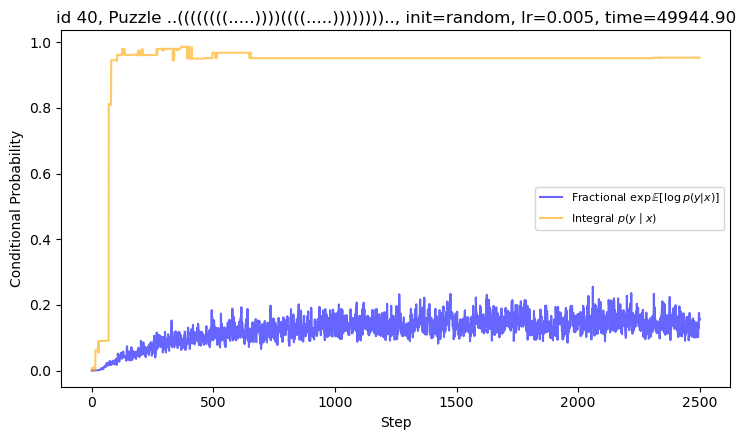 id 40, Puzzle ..((((((((.....))))((((.....)))))))).., init=random, lr=0.005, time=49944.90
1.0
0.8
0.6
0.4
0.2
0.0
Conditional Probability
Fractional exp𝔼[log p(y|x)]
Integral p(y | x)
0 500 1000 1500 2000 2500
Step